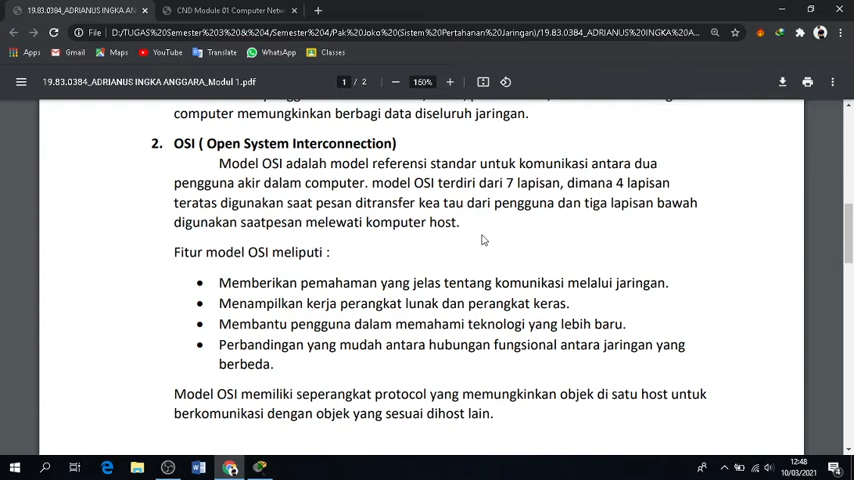 19.83.0384_ADRIANUS INGKA AN
CND Module 01 Computer Netw
File | D:/TUGAS%20Semester%203%20&%204/Semester%204/Pak%20Joko%20(Sistem%20Pertahanan%20Jaringan)/19.83.0384_ADRIANUS%20INGKA%20A...
Apps Gmail Maps YouTube Translate WhatsApp Classes
19.83.0384_ADRIANUS INGKA ANGGARA_Modul 1.pdf 1 / 2 150%
computer memungkinkan berbagi data diseluruh jaringan.
2. OSI ( Open System Interconnection)
Model OSI adalah model referensi standar untuk komunikasi antara dua
pengguna akir dalam computer. model OSI terdiri dari 7 lapisan, dimana 4 lapisan
teratas digunakan saat pesan ditransfer kea tau dari pengguna dan tiga lapisan bawah
digunakan saatpesan melewati komputer host.
Fitur model OSI meliputi :
• Memberikan pemahaman yang jelas tentang komunikasi melalui jaringan.
• Menampilkan kerja perangkat lunak dan perangkat keras.
• Membantu pengguna dalam memahami teknologi yang lebih baru.
• Perbandingan yang mudah antara hubungan fungsional antara jaringan yang
berbeda.
Model OSI memiliki seperangkat protocol yang memungkinkan objek di satu host untuk
berkomunikasi dengan objek yang sesuai dihost lain.
12:48
10/03/2021
4